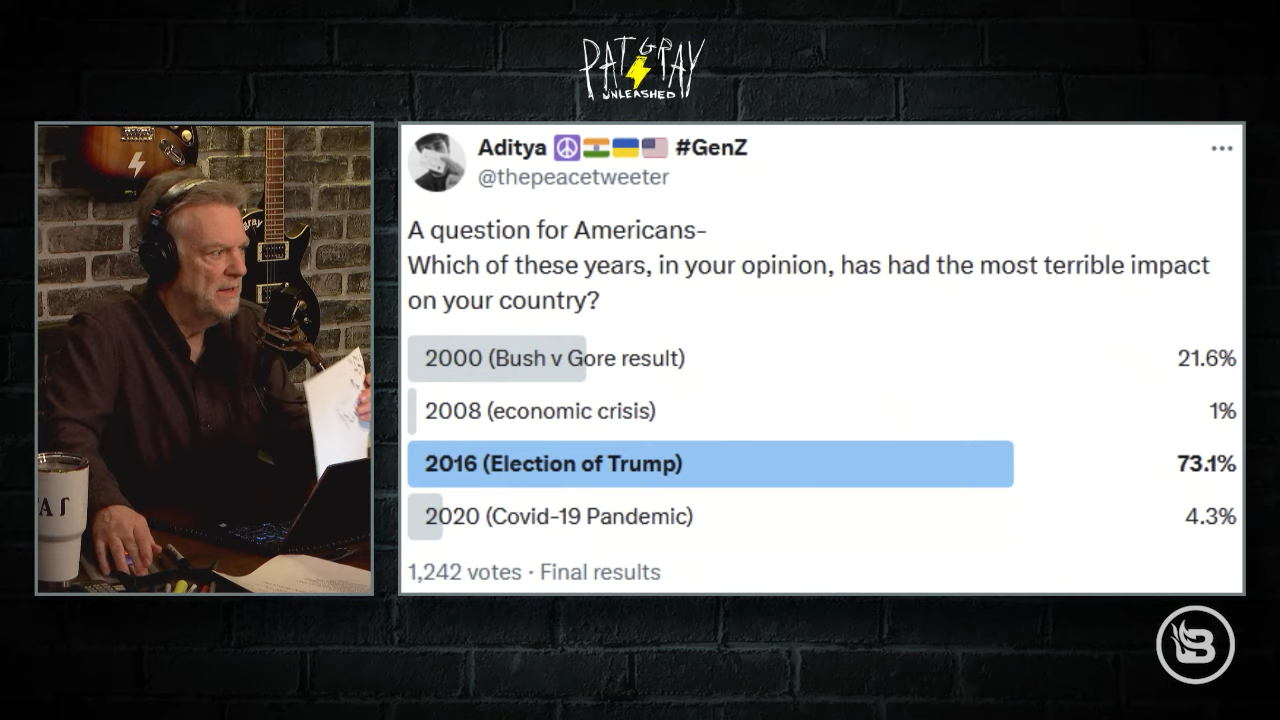 PAT GRAY
UNLEASHED
Aditya ☮️🇮🇳🇺🇦🇺🇸 #GenZ
@thepeacetweeter
A question for Americans-
Which of these years, in your opinion, has had the most terrible impact
on your country?
2000 (Bush v Gore result) 21.6%
2008 (economic crisis) 1%
2016 (Election of Trump) 73.1%
2020 (Covid-19 Pandemic) 4.3%
1,242 votes · Final results
B